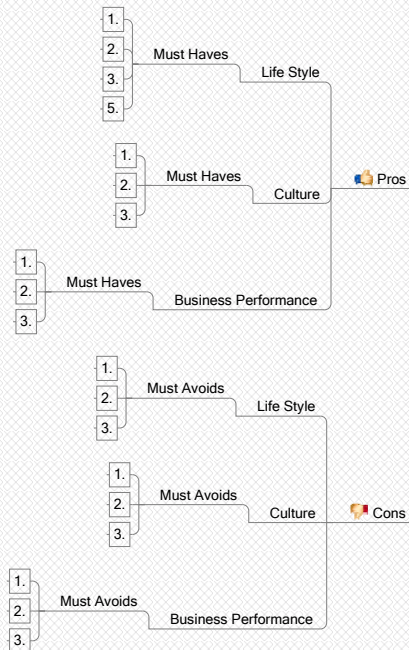 1.
2.
3.
5.
Must Haves
Life Style
1.
2.
3.
Must Haves
Culture
Pros
1.
2.
3.
Must Haves
Business Performance
1.
2.
3.
Must Avoids
Life Style
1.
2.
3.
Must Avoids
Culture
Cons
1.
2.
3.
Must Avoids
Business Performance